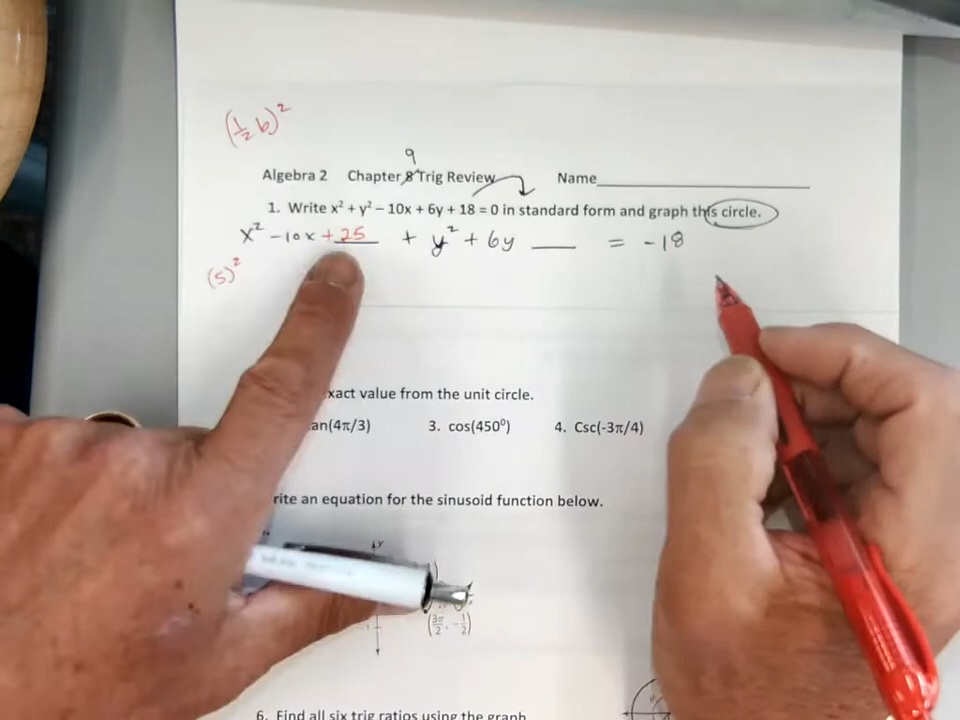 (½ b)²
9
Algebra 2 Chapter 8 Trig Review Name
1. Write x² + y² − 10x + 6y + 18 = 0 in standard form and graph this circle.
x² − 10x + 25 + y² + 6y ___ = −18
(5)²
xact value from the unit circle.
an(4π/3) 3. cos(450⁰) 4. Csc(-3π/4)
rite an equation for the sinusoid function below.
y
(3π/2, −1/2)
6. Find all six trig ratios using the graph